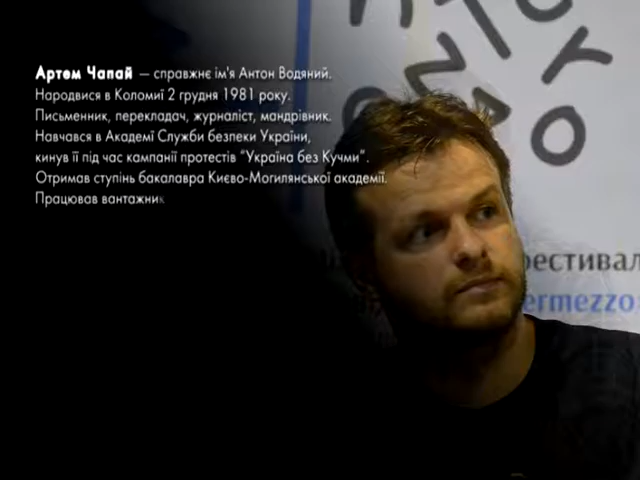 Артем Чапай — справжнє ім'я Антон Водяний.
Народився в Коломиї 2 грудня 1981 року.
Письменник, перекладач, журналіст, мандрівник.
Навчався в Академі Служби безпеки України,
кинув її під час кампанії протестів "Україна без Кучми".
Отримав ступінь бакалавра Києво-Могилянської академії.
Працював вантажник
фестивал
ermezzo